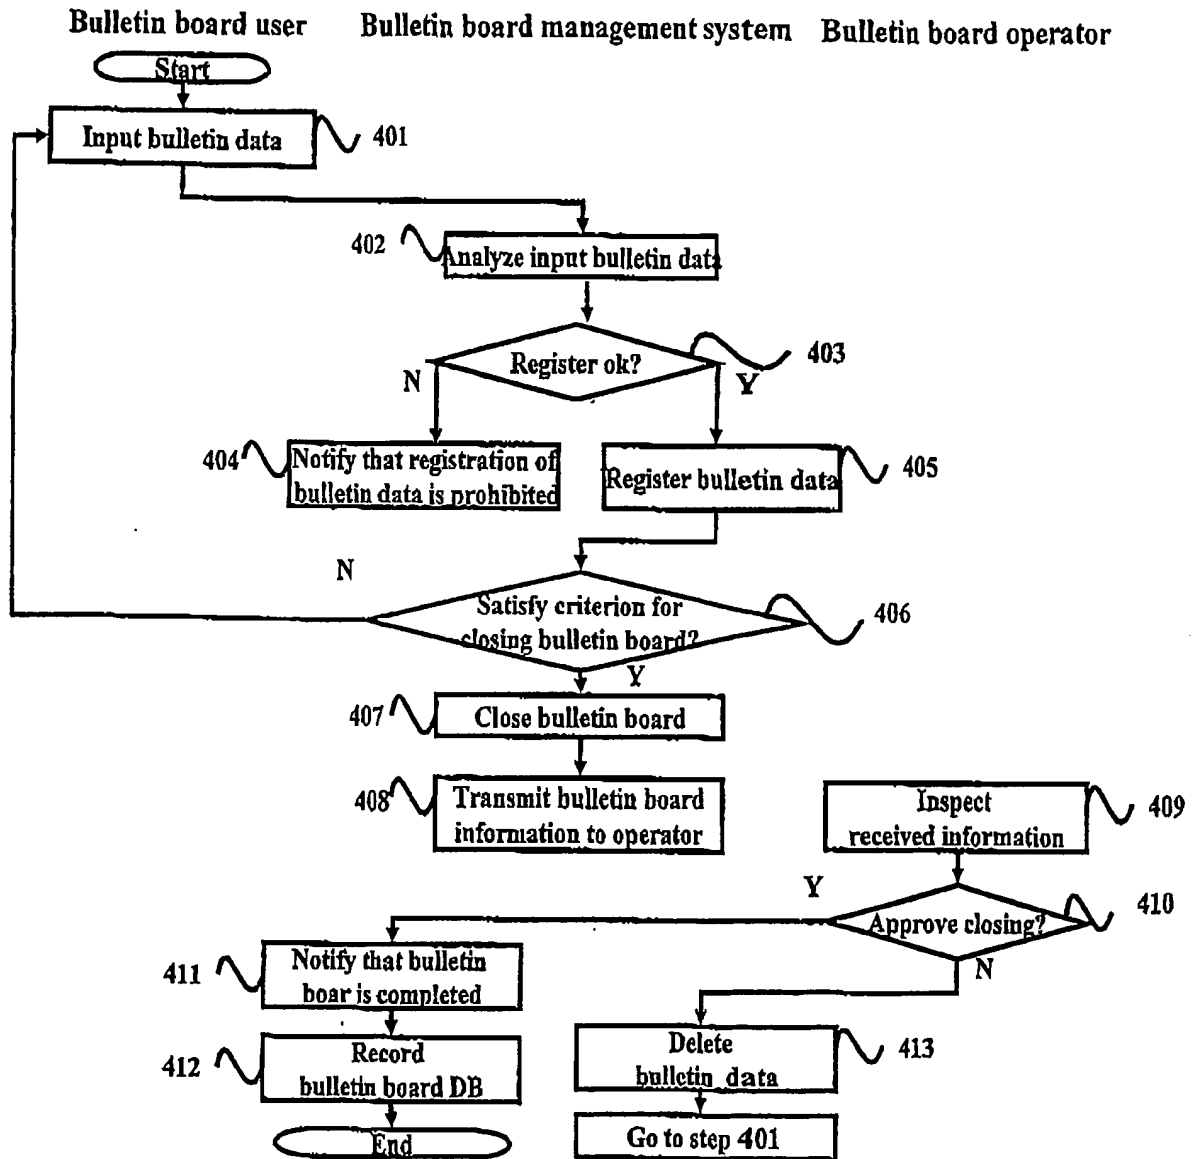 Bulletin board user
Bulletin board management system
Bulletin board operator
Start
Input bulletin data
401
402
Analyze input bulletin data
Register ok?
403
N
Y
404
Notify that registration of
bulletin data is prohibited
Register bulletin data
405
N
Satisfy criterion for
closing bulletin board?
406
Y
407
Close bulletin board
408
Transmit bulletin board
information to operator
Inspect
received information
409
Y
Approve closing?
410
N
411
Notify that bulletin
boar is completed
412
Record
bulletin board DB
Delete
bulletin data
413
End
Go to step 401